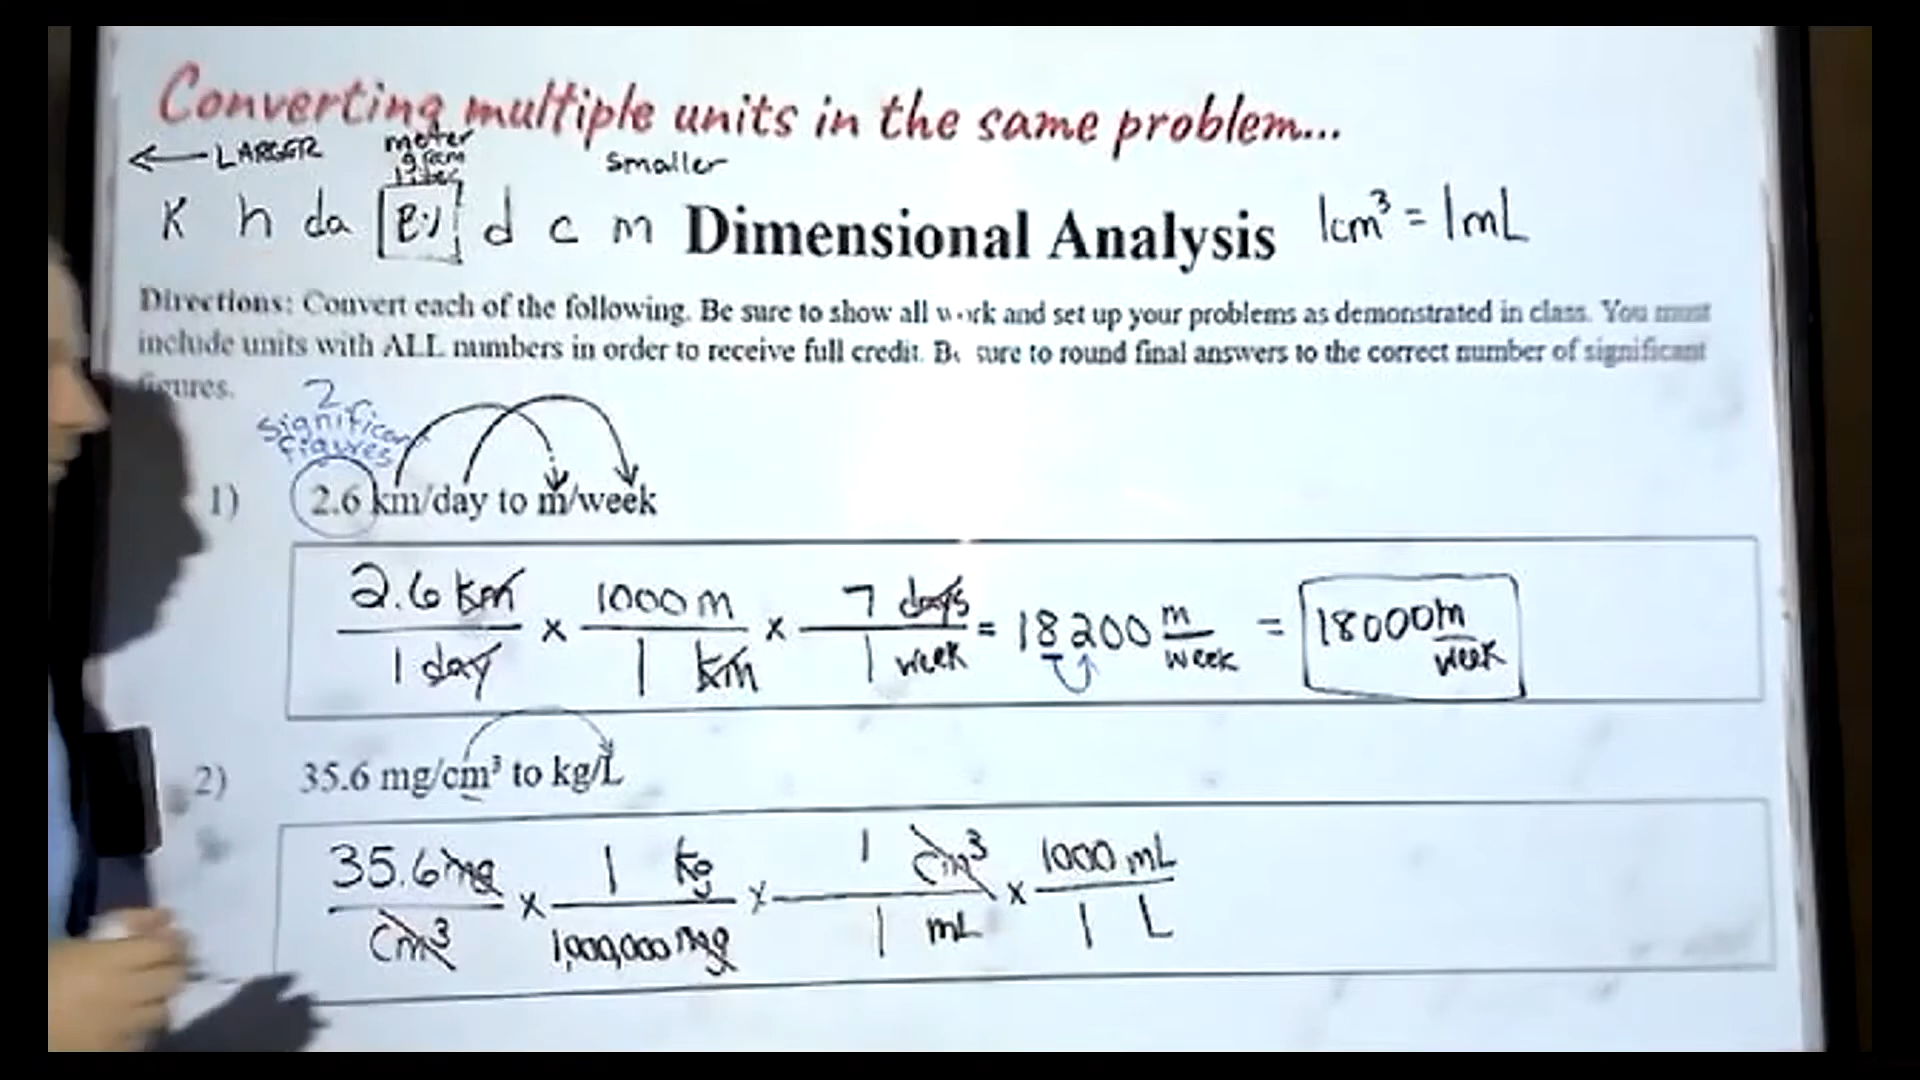 Converting multiple units in the same problem...
← LARGER meter gram liter smaller
K h da d c m Dimensional Analysis 1cm³ = 1mL
Directions: Convert each of the following. Be sure to show all work and set up your problems as demonstrated in class. You must
include units with ALL numbers in order to receive full credit. Be sure to round final answers to the correct number of significant
figures.
2
Significant
Figures
1) 2.6 km/day to m/week
2.6 km / 1 day x 1000 m / 1 km x 7 days / 1 week = 18200 m/week = 18000 m/week
2) 35.6 mg/cm³ to kg/L
35.6 mg / cm³ x 1 kg / 1,000,000 mg x 1 cm³ / 1 mL x 1000 mL / 1 L